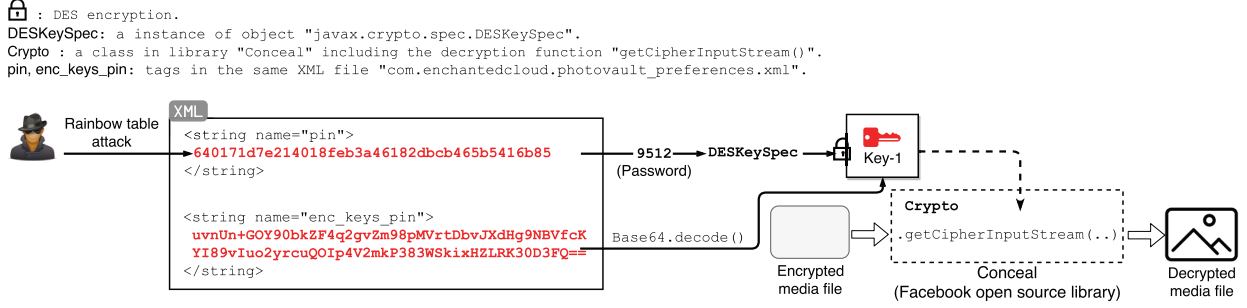 : DES encryption.
DESKeySpec: a instance of object "javax.crypto.spec.DESKeySpec".
Crypto : a class in library "Conceal" including the decryption function "getCipherInputStream()".
pin, enc_keys_pin: tags in the same XML file "com.enchantedcloud.photovault_preferences.xml".
XML
Rainbow table
attack
<string name="pin">
640171d7e214018feb3a46182dbcb465b5416b85
</string>
9512
(Password)
DESKeySpec
Key-1
<string name="enc_keys_pin">
uvnUn+GOY90bkZF4q2gvZm98pMVrtDbvJXdHg9NBVfcK
YI89vIuo2yrcuQOIp4V2mkP383WSkixHZLRK30D3FQ==
</string>
Base64.decode()
Encrypted
media file
Crypto
.getCipherInputStream(..)
Conceal
(Facebook open source library)
Decrypted
media file